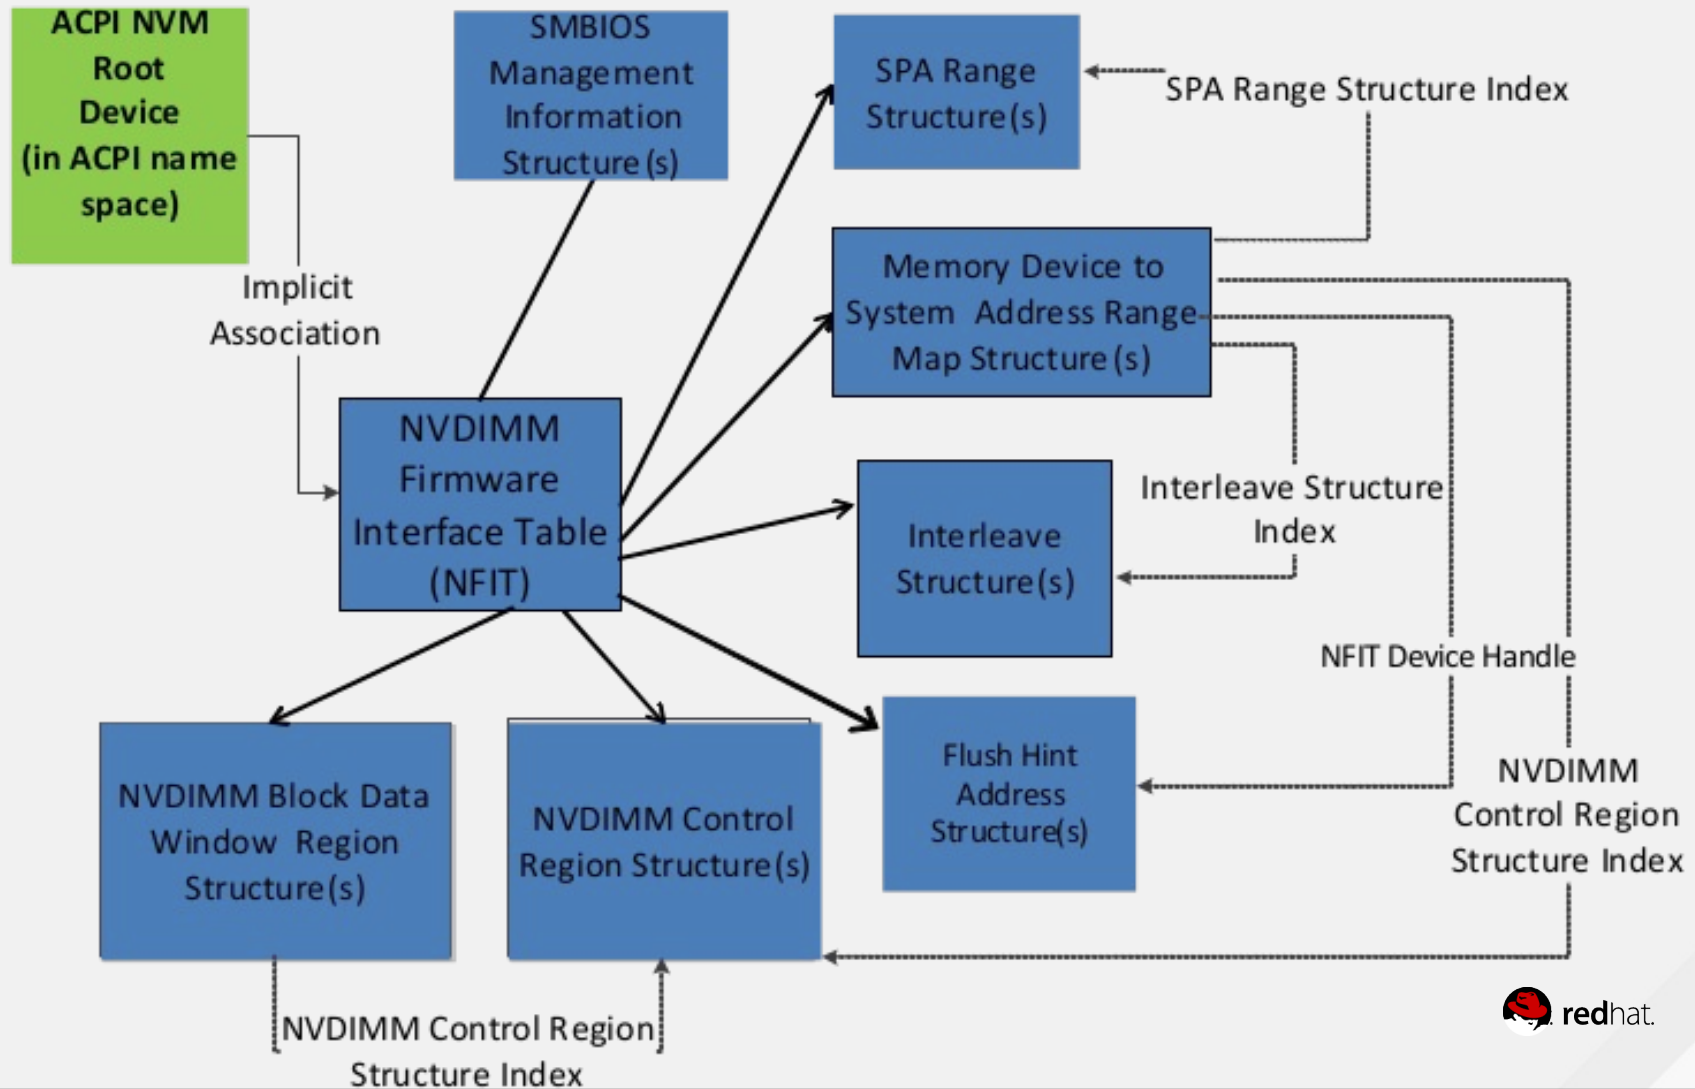 ACPI NVM
Root
Device
(in ACPI name
space)
SMBIOS
Management
Information
Structure(s)
SPA Range
Structure(s)
SPA Range Structure Index
Implicit
Association
Memory Device to
System Address Range
Map Structure(s)
NVDIMM
Firmware
Interface Table
(NFIT)
Interleave
Structure(s)
Interleave Structure
Index
NFIT Device Handle
NVDIMM Block Data
Window Region
Structure(s)
NVDIMM Control
Region Structure(s)
Flush Hint
Address
Structure(s)
NVDIMM
Control Region
Structure Index
NVDIMM Control Region
Structure Index
redhat.